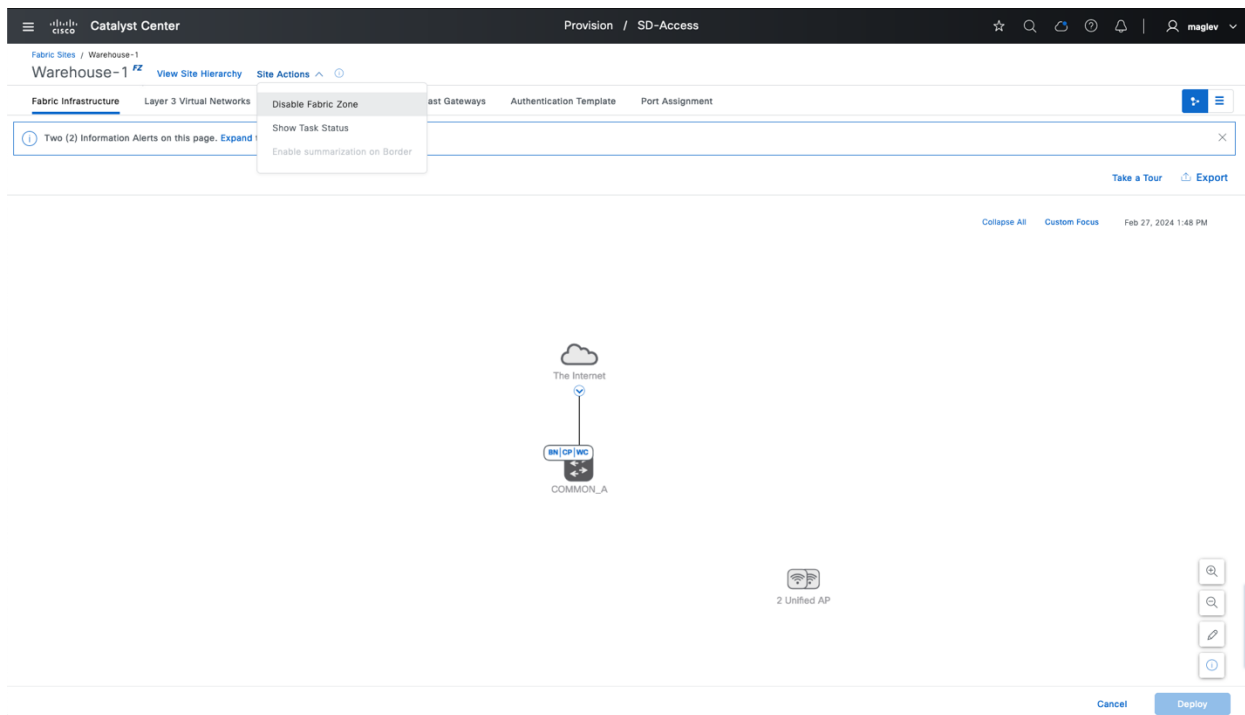 CISCO Catalyst Center Provision / SD-Access maglev
Fabric Sites / Warehouse-1
Warehouse-1 FZ View Site Hierarchy Site Actions
Fabric Infrastructure Layer 3 Virtual Networks ast Gateways Authentication Template Port Assignment
Disable Fabric Zone
Show Task Status
Enable summarization on Border
Two (2) Information Alerts on this page. Expand
Take a Tour Export
Collapse All Custom Focus Feb 27, 2024 1:48 PM
The Internet
BN|CP|WC
COMMON_A
2 Unified AP
Cancel Deploy